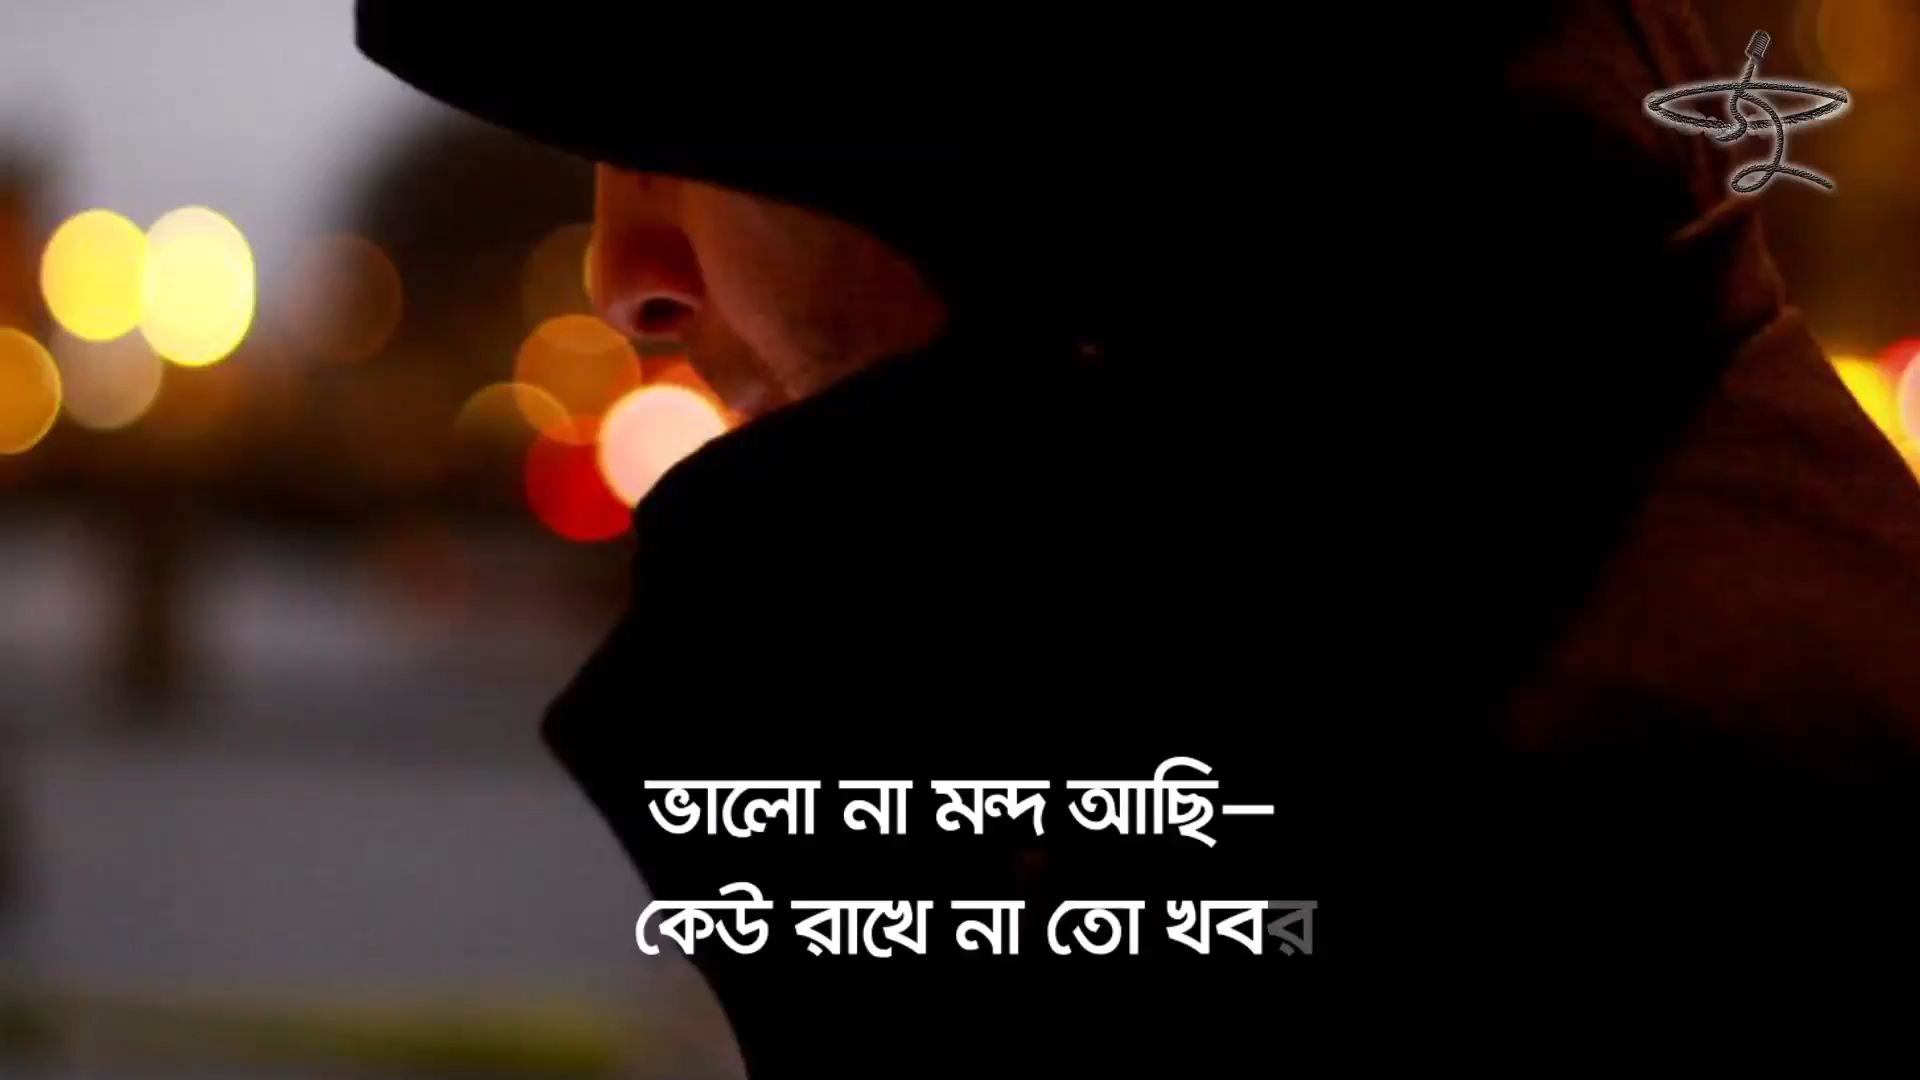 ভালো না মন্দ আছি–
কেউ রাখে না তো খবর